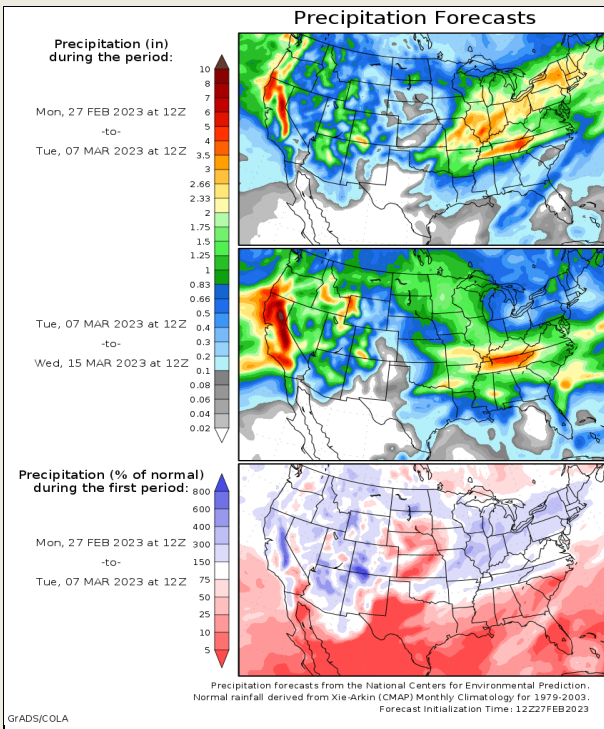 Precipitation Forecasts
Precipitation (in)
during the period:
Mon, 27 FEB 2023 at 12Z
-to-
Tue, 07 MAR 2023 at 12Z
10
8
7
6
5
4
3.5
3
2.66
2.33
2
1.75
1.5
1.25
1
0.83
0.66
0.5
0.4
0.3
0.2
0.1
0.08
0.06
0.04
0.02
Tue, 07 MAR 2023 at 12Z
-to-
Wed, 15 MAR 2023 at 12Z
Precipitation (% of normal)
during the first period:
Mon, 27 FEB 2023 at 12Z
-to-
Tue, 07 MAR 2023 at 12Z
800
600
400
300
150
75
50
25
10
5
Precipitation forecasts from the National Centers for Environmental Prediction.
Normal rainfall derived from Xie-Arkin (CMAP) Monthly Climatology for 1979-2003.
Forecast Initialization Time: 12Z27FEB2023
GrADS/COLA